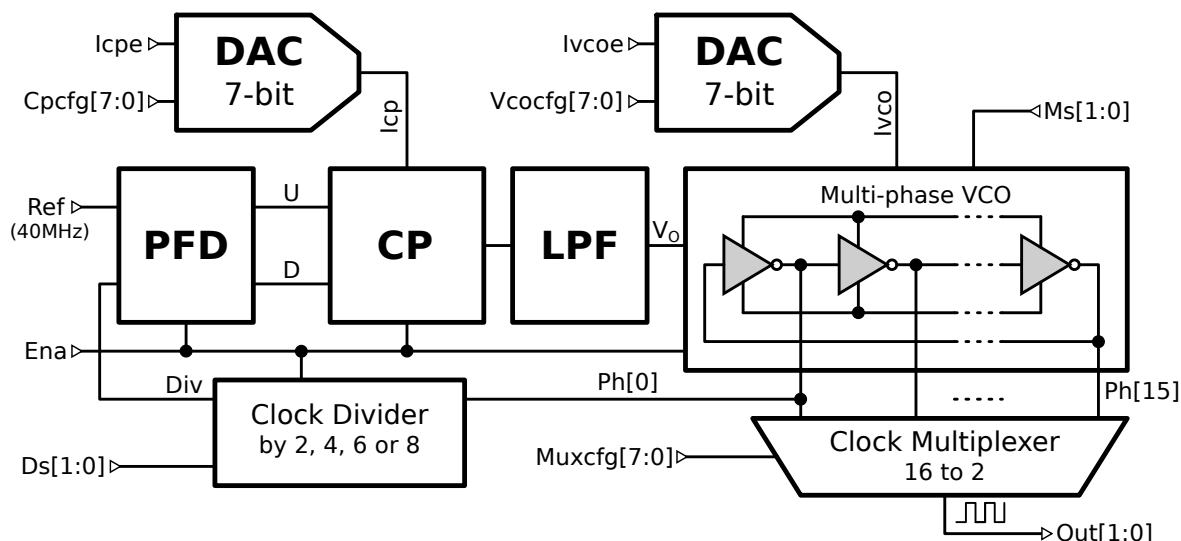 Icpe
DAC
7-bit
Cpcfg[7:0]
Icp
Ivcoe
DAC
7-bit
Vcocfg[7:0]
Ivco
Ms[1:0]
Ref
(40MHz)
PFD
U
D
CP
LPF
VO
Multi-phase VCO
Ena
Div
Clock Divider
by 2, 4, 6 or 8
Ph[0]
Ph[15]
Ds[1:0]
Muxcfg[7:0]
Clock Multiplexer
16 to 2
Out[1:0]